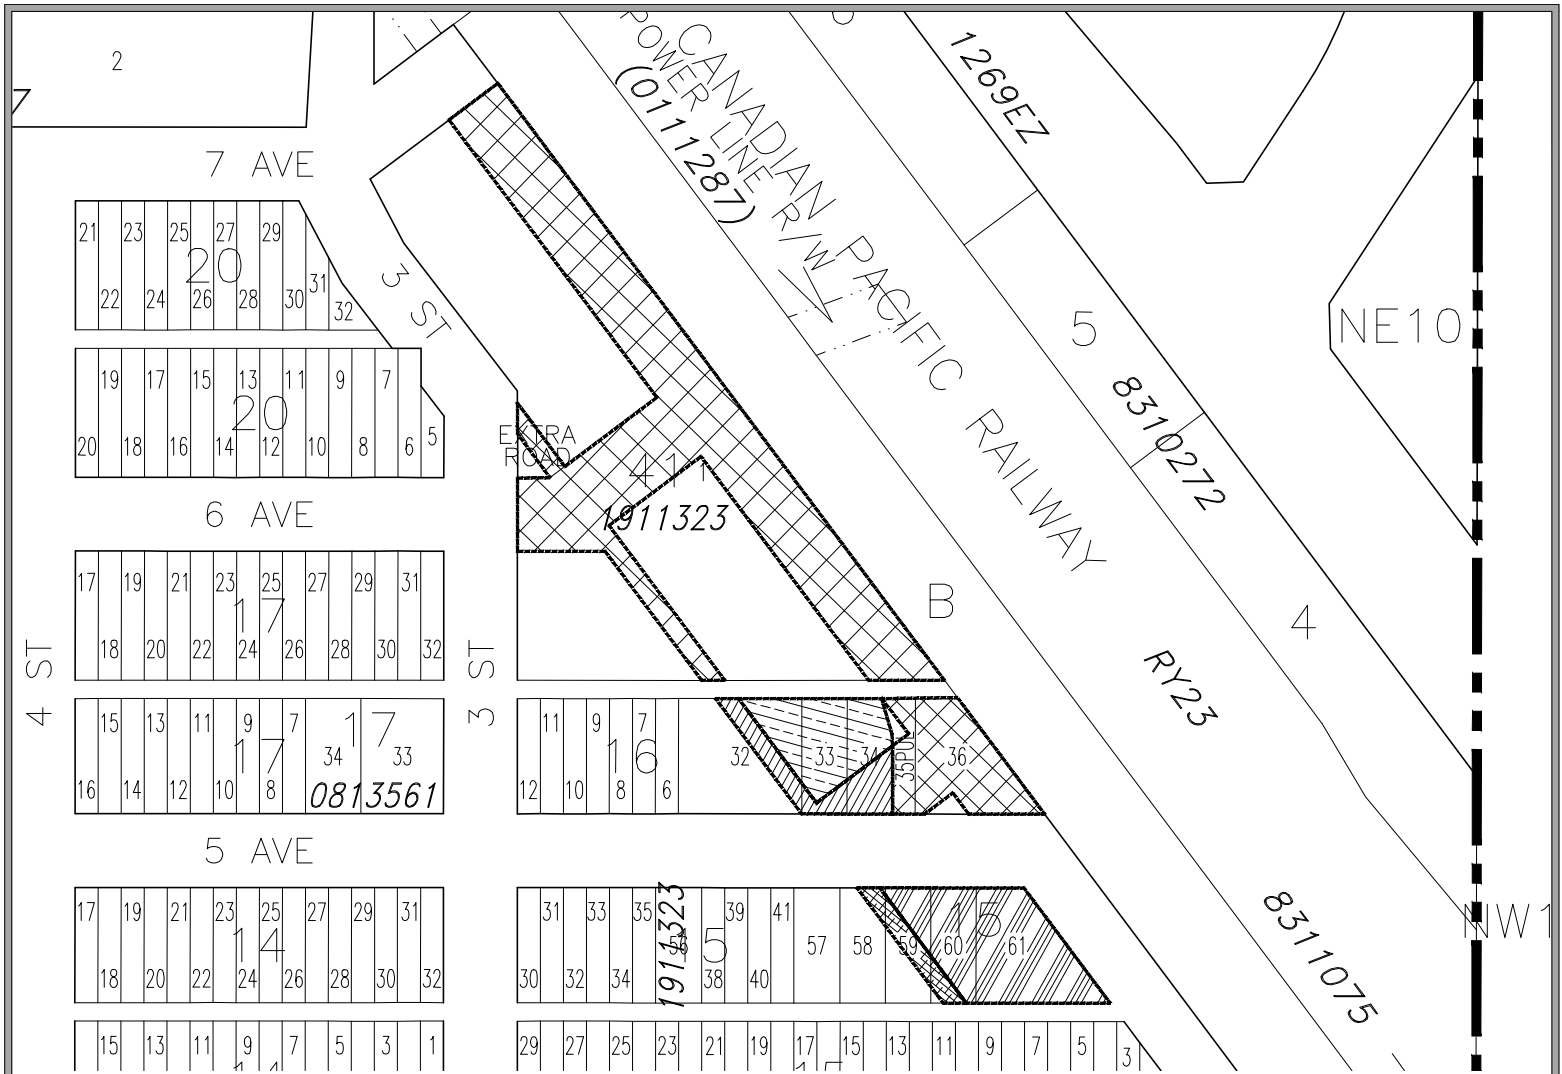 2
7
7 AVE
21 23 25 27 29
20
31
22 24 26 28 30 32
3 ST
19 17 15 13 11 9 7
20
5
20 18 16 14 12 10 8 6
6 AVE
17 19 21 23 25 27 29 31
17
18 20 22 24 26 28 30 32
4 ST
3 ST
15 13 11 9 7
17
17
34 33
16 14 12 10 8
0813561
5 AVE
17 19 21 23 25 27 29 31
14
18 20 22 24 26 28 30 32
15 13 11 9 7 5 3 1
EXTRA
ROAD
411
1911323
11 9 7
16
32 33 34 35PUL 36
12 10 8 6
31 33 35 39 41
1911323
56
15
57 58 59 60 61
15
30 32 34 38 40
29 27 25 23 21 19 17 15 13 11 9 7 5 3
15
CANADIAN PACIFIC RAILWAY
POWER LINE R/W
(0111287)
1269EZ
5
8310272
NE10
B
4
RY23
8311075
NW1